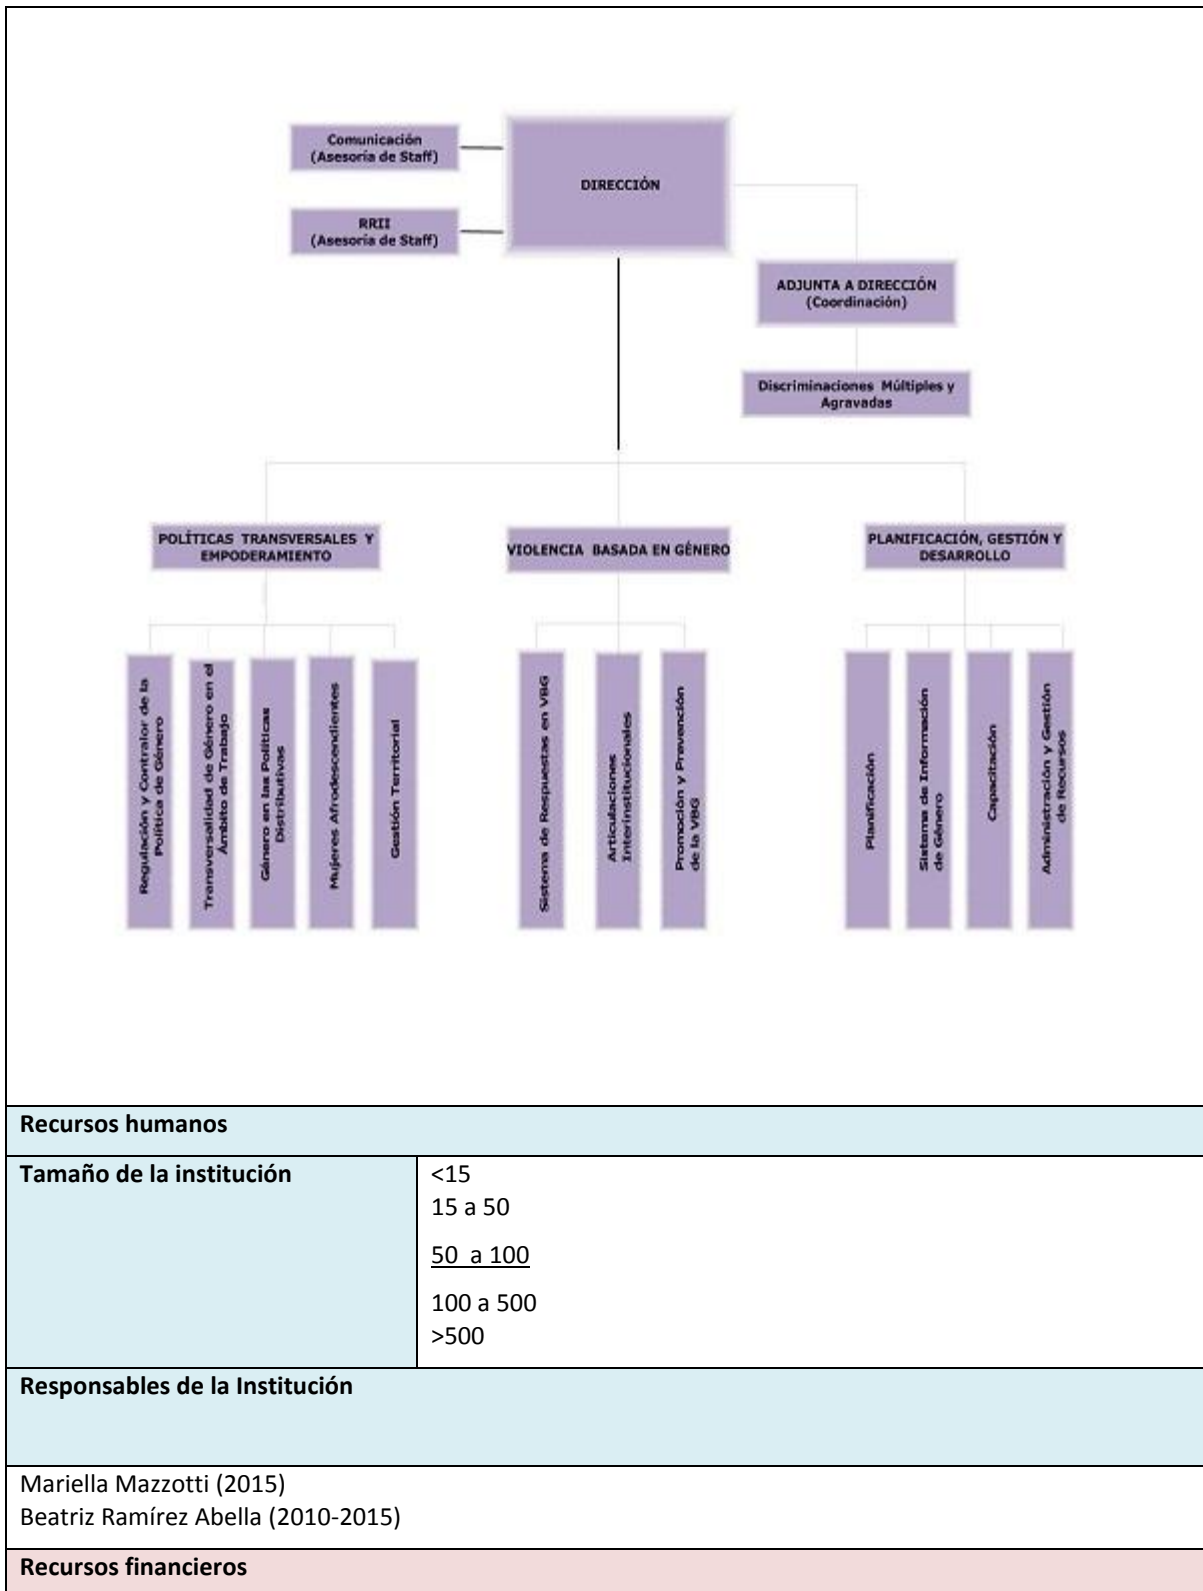 Comunicación
(Asesoría de Staff)
DIRECCIÓN
RRII
(Asesoría de Staff)
ADJUNTA A DIRECCIÓN
(Coordinación)
Discriminaciones Múltiples y
Agravadas
POLÍTICAS TRANSVERSALES Y
EMPODERAMIENTO
VIOLENCIA BASADA EN GÉNERO
PLANIFICACIÓN, GESTIÓN Y
DESARROLLO
Regulación y Contralor de la
Política de Género
Transversalidad de Género en el
Ámbito de Trabajo
Género en las Políticas
Distributivas
Mujeres Afrodescendientes
Gestión Territorial
Sistema de Respuestas en VBG
Articulaciones
Interinstitucionales
Promoción y Prevención
de la VBG
Planificación
Sistema de Información
de Género
Capacitación
Administración y Gestión
de Recursos
Recursos humanos
Tamaño de la institución
<15
15 a 50
50 a 100
100 a 500
>500
Responsables de la Institución
Mariella Mazzotti (2015)
Beatriz Ramírez Abella (2010-2015)
Recursos financieros